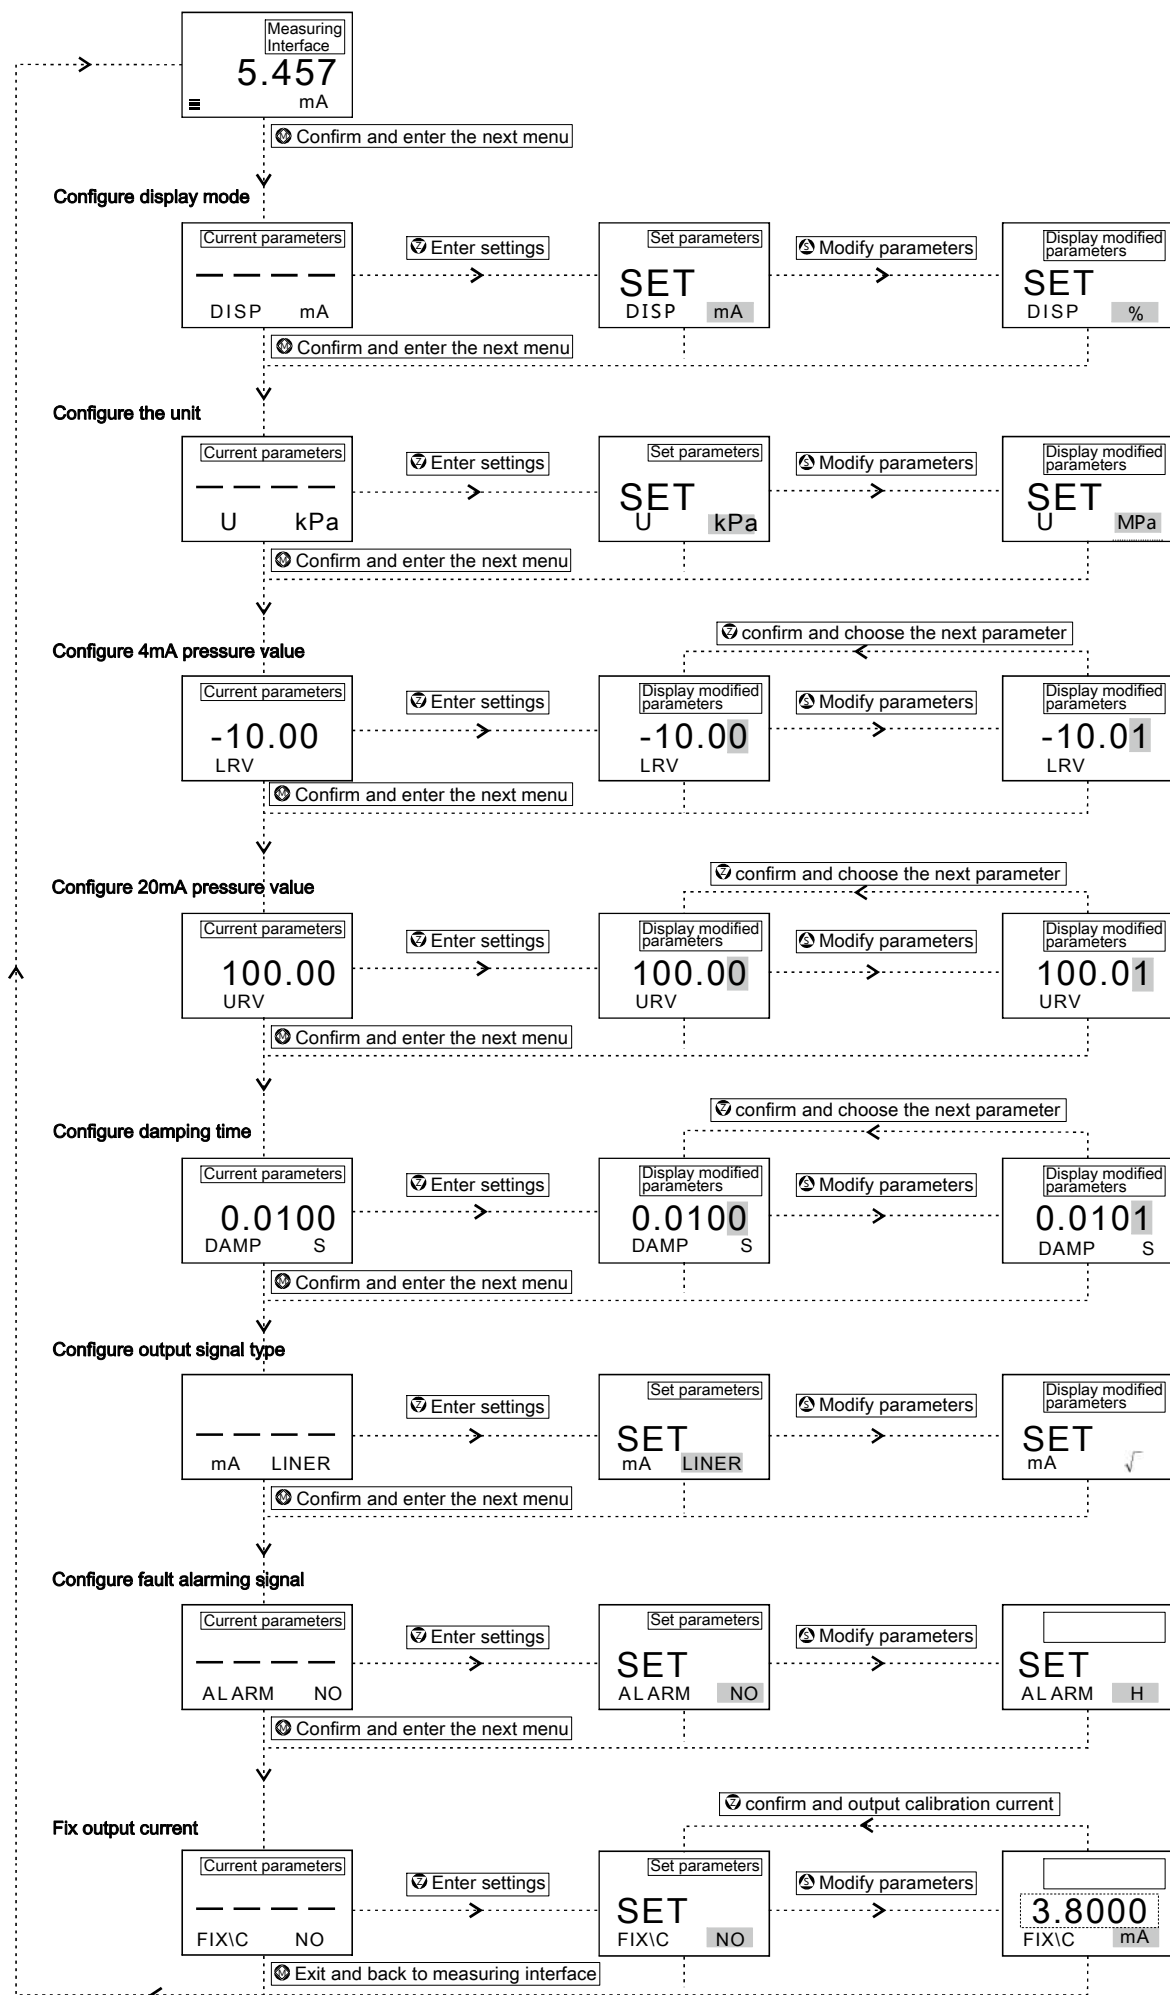 Measuring
Interface
5.457
mA
M Confirm and enter the next menu
Configure display mode
Current parameters
DISP mA
Z Enter settings
Set parameters
SET
DISP mA
S Modify parameters
Display modified
parameters
SET
DISP %
M Confirm and enter the next menu
Configure the unit
Current parameters
U kPa
Z Enter settings
Set parameters
SET
U kPa
S Modify parameters
Display modified
parameters
SET
U MPa
M Confirm and enter the next menu
Z confirm and choose the next parameter
Configure 4mA pressure value
Current parameters
-10.00
LRV
Z Enter settings
Display modified
parameters
-10.00
LRV
S Modify parameters
Display modified
parameters
-10.01
LRV
M Confirm and enter the next menu
Z confirm and choose the next parameter
Configure 20mA pressure value
Current parameters
100.00
URV
Z Enter settings
Display modified
parameters
100.00
URV
S Modify parameters
Display modified
parameters
100.01
URV
M Confirm and enter the next menu
Z confirm and choose the next parameter
Configure damping time
Current parameters
0.0100
DAMP S
Z Enter settings
Display modified
parameters
0.0100
DAMP S
S Modify parameters
Display modified
parameters
0.0101
DAMP S
M Confirm and enter the next menu
Configure output signal type
mA LINER
Z Enter settings
Set parameters
SET
mA LINER
S Modify parameters
Display modified
parameters
SET
mA √
M Confirm and enter the next menu
Configure fault alarming signal
Current parameters
ALARM NO
Z Enter settings
Set parameters
SET
ALARM NO
S Modify parameters
SET
ALARM H
M Confirm and enter the next menu
Z confirm and output calibration current
Fix output current
Current parameters
FIX\C NO
Z Enter settings
Set parameters
SET
FIX\C NO
S Modify parameters
3.8000
FIX\C mA
M Exit and back to measuring interface